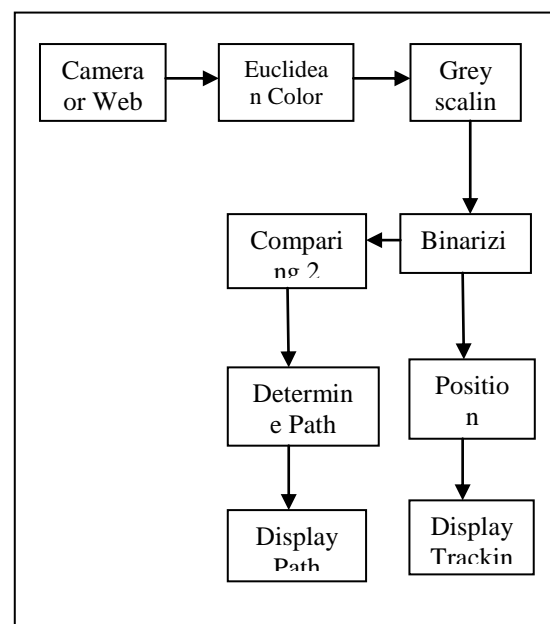 Camera
or Web
Euclidea
n Color
Grey
scalin
Binarizi
Compari
ng 2
Determin
e Path
Positio
n
Display
Path
Display
Trackin